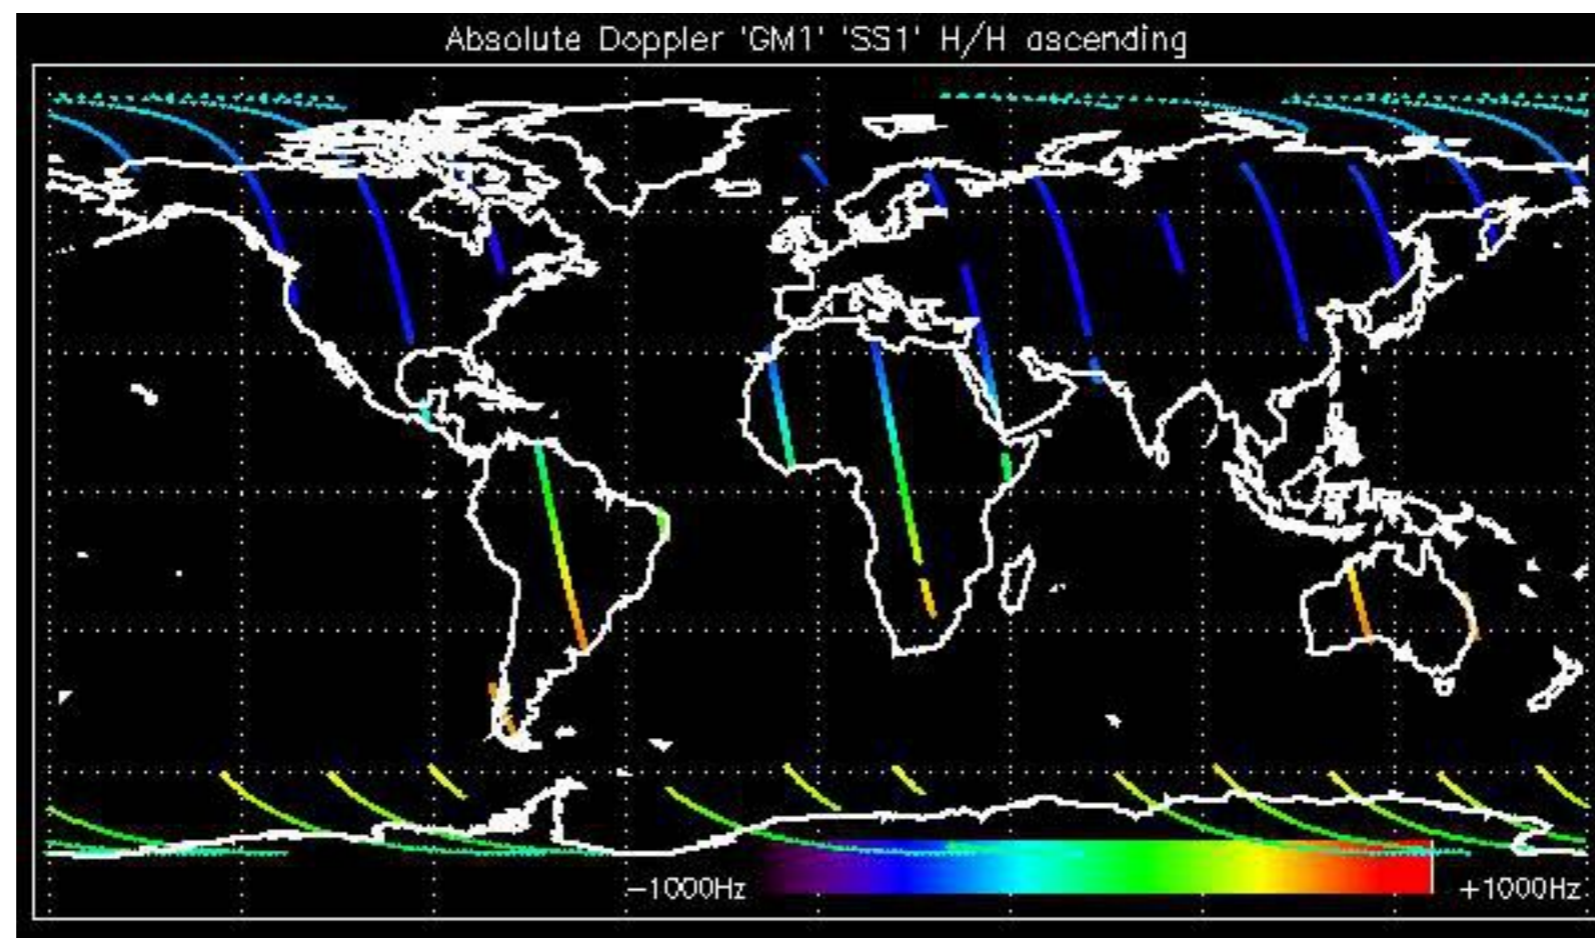 Absolute Doppler 'GM1' 'SS1' H/H ascending
-1000Hz
+1000Hz